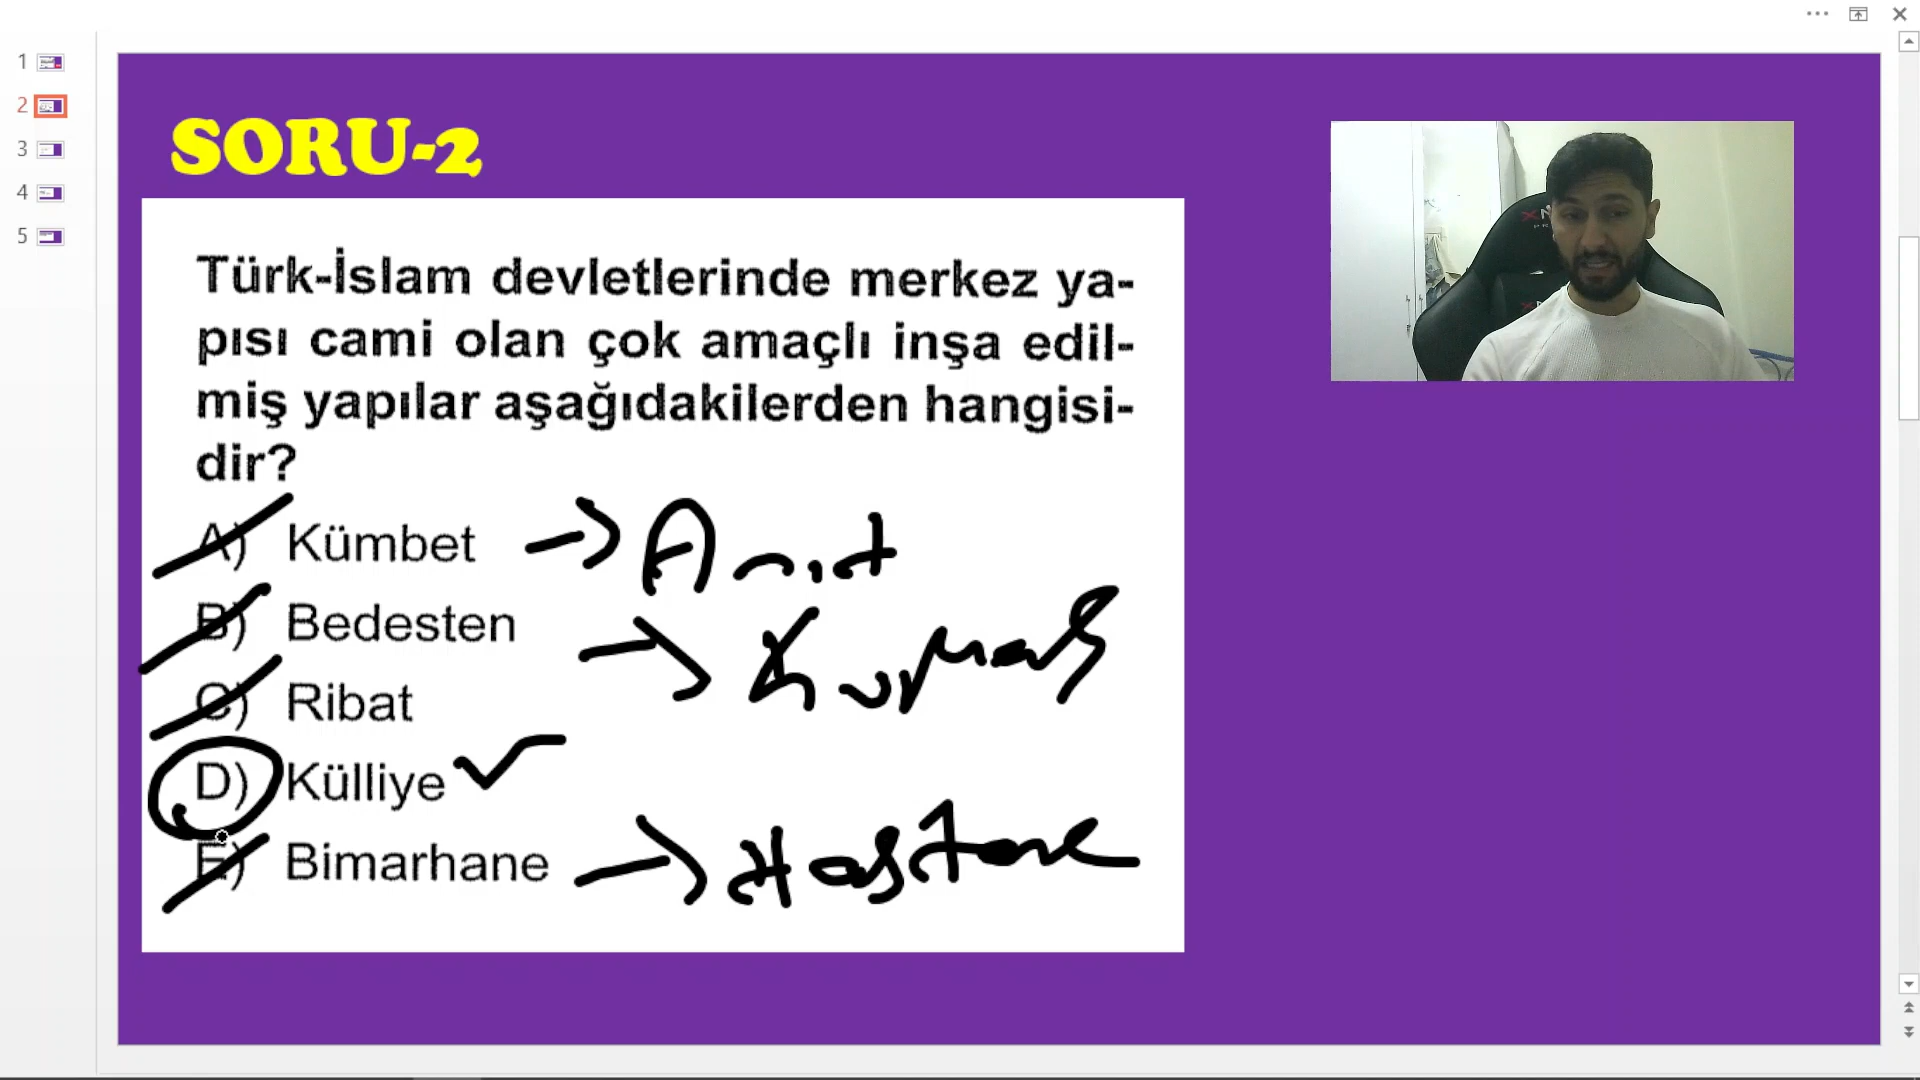 1
2
3
4
5
SORU-2
Türk-İslam devletlerinde merkez ya-
pısı cami olan çok amaçlı inşa edil-
miş yapılar aşağıdakilerden hangisi-
dir?
A) Kümbet → Anıt
B) Bedesten → Kumaş
C) Ribat
D) Külliye ✓
E) Bimarhane → Hastane